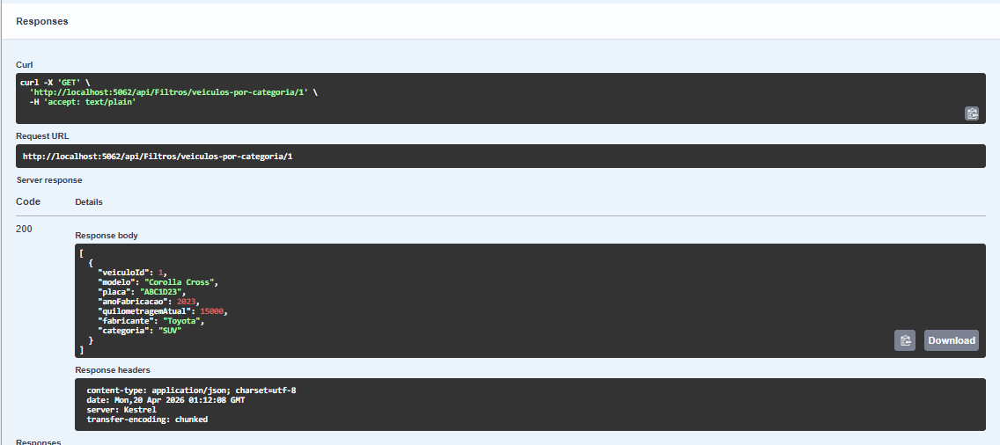 Responses
Curl
curl -X 'GET' \
'http://localhost:5062/api/Filtros/veiculos-por-categoria/1' \
-H 'accept: text/plain'
Request URL
http://localhost:5062/api/Filtros/veiculos-por-categoria/1
Server response
Code Details
200
Response body
[
{
"veiculoId": 1,
"modelo": "Corolla Cross",
"placa": "ABC1D23",
"anoFabricacao": 2023,
"quilometragemAtual": 15000,
"fabricante": "Toyota",
"categoria": "SUV"
}
]
Download
Response headers
content-type: application/json; charset=utf-8
date: Mon,20 Apr 2026 01:12:08 GMT
server: Kestrel
transfer-encoding: chunked
Responses